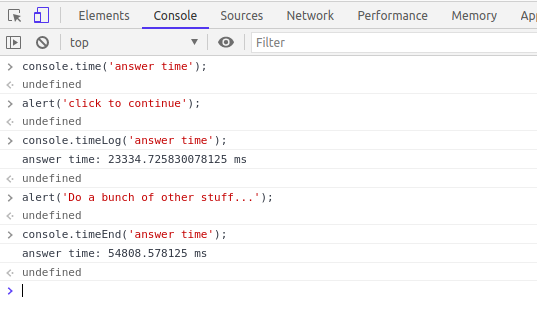 Elements Console Sources Network Performance Memory
top Filter
console.time('answer time');
undefined
alert('click to continue');
undefined
console.timeLog('answer time');
answer time: 23334.725830078125 ms
undefined
alert('Do a bunch of other stuff...');
undefined
console.timeEnd('answer time');
answer time: 54808.578125 ms
undefined